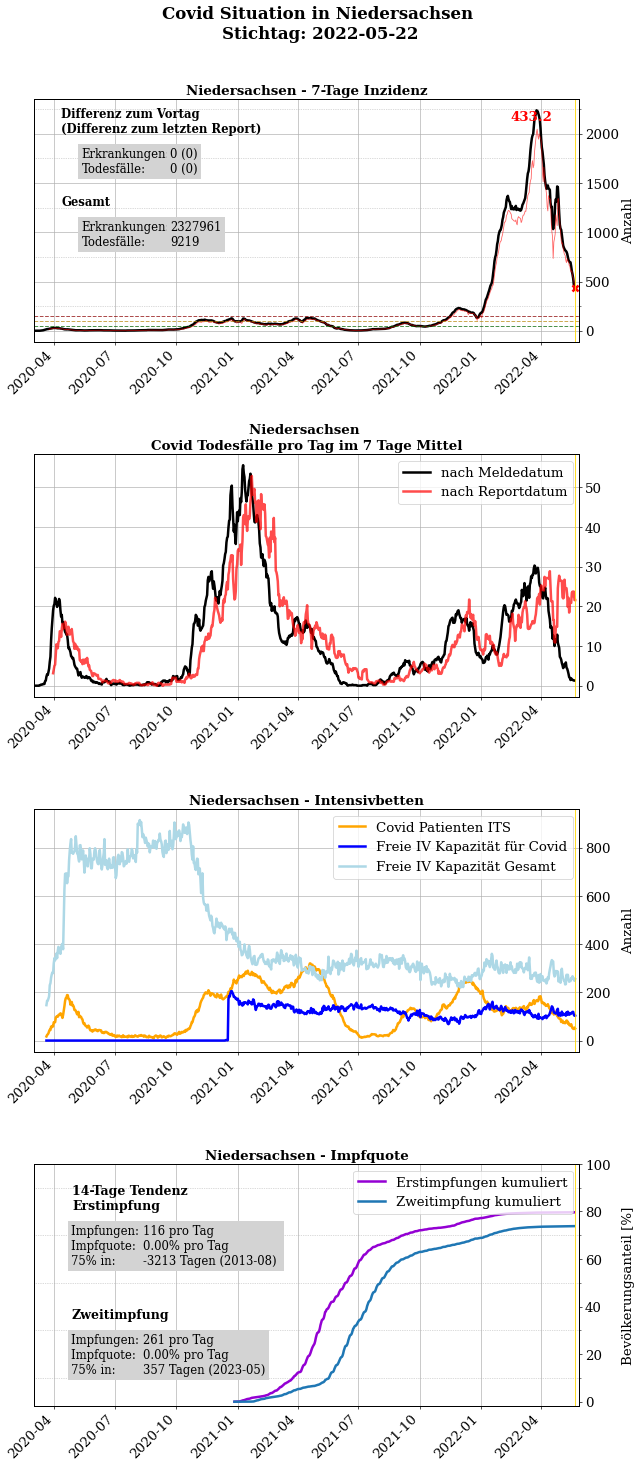 Covid Situation in Niedersachsen
Stichtag: 2022-05-22
Niedersachsen - 7-Tage Inzidenz
Differenz zum Vortag
(Differenz zum letzten Report)
Erkrankungen 0 (0)
Todesfälle: 0 (0)
Gesamt
Erkrankungen 2327961
Todesfälle: 9219
433.2
2000
1500
1000
500
0
Anzahl
2020-04 2020-07 2020-10 2021-01 2021-04 2021-07 2021-10 2022-01 2022-04
Niedersachsen
Covid Todesfälle pro Tag im 7 Tage Mittel
nach Meldedatum
nach Reportdatum
50
40
30
20
10
0
2020-04 2020-07 2020-10 2021-01 2021-04 2021-07 2021-10 2022-01 2022-04
Niedersachsen - Intensivbetten
Covid Patienten ITS
Freie IV Kapazität für Covid
Freie IV Kapazität Gesamt
800
600
400
200
0
Anzahl
2020-04 2020-07 2020-10 2021-01 2021-04 2021-07 2021-10 2022-01 2022-04
Niedersachsen - Impfquote
14-Tage Tendenz
Erstimpfung
Impfungen: 116 pro Tag
Impfquote: 0.00% pro Tag
75% in: -3213 Tagen (2013-08)
Zweitimpfung
Impfungen: 261 pro Tag
Impfquote: 0.00% pro Tag
75% in: 357 Tagen (2023-05)
Erstimpfungen kumuliert
Zweitimpfung kumuliert
100
80
60
40
20
0
Bevölkerungsanteil [%]
2020-04 2020-07 2020-10 2021-01 2021-04 2021-07 2021-10 2022-01 2022-04